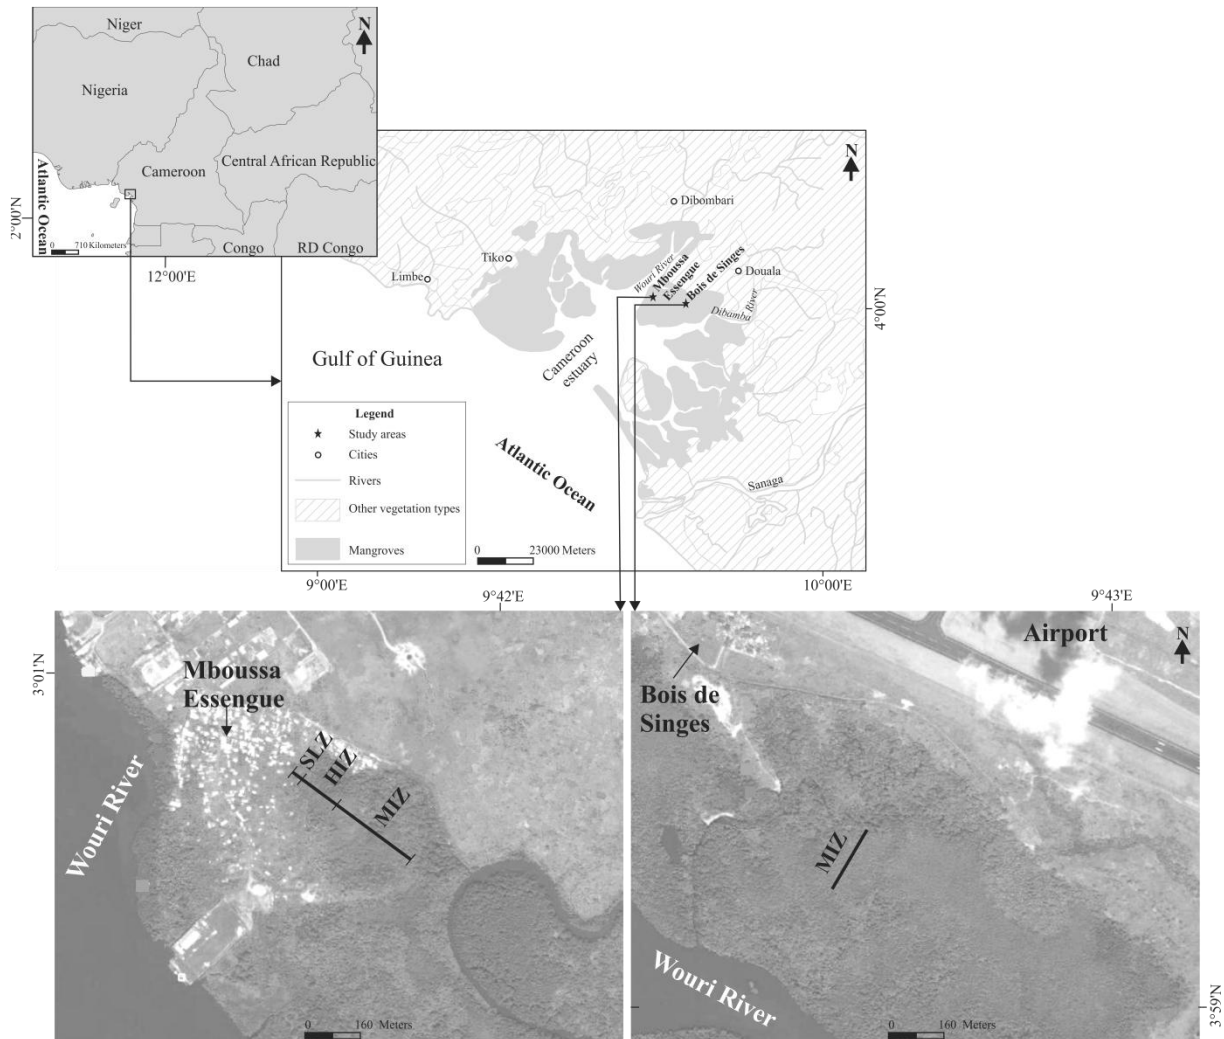 Niger
N
Chad
Nigeria
Central African Republic
Cameroon
Atlantic Ocean
2°00'N
0 710 Kilometers
Congo
RD Congo
12°00'E
N
Dibombari
Tiko
Limbe
Wouri River
Mboussa
Essengue
Bois de Singes
Douala
Dibamba River
4°00'N
Gulf of Guinea
Cameroon
estuary
Legend
Study areas
Cities
Rivers
Other vegetation types
Mangroves
Atlantic Ocean
Sanaga
0 23000 Meters
9°00'E
10°00'E
9°42'E
9°43'E
3°01'N
Mboussa
Essengue
SLZ
HIZ
MIZ
Wouri River
0 160 Meters
Airport
N
Bois de
Singes
MIZ
Wouri River
0 160 Meters
3°59'N